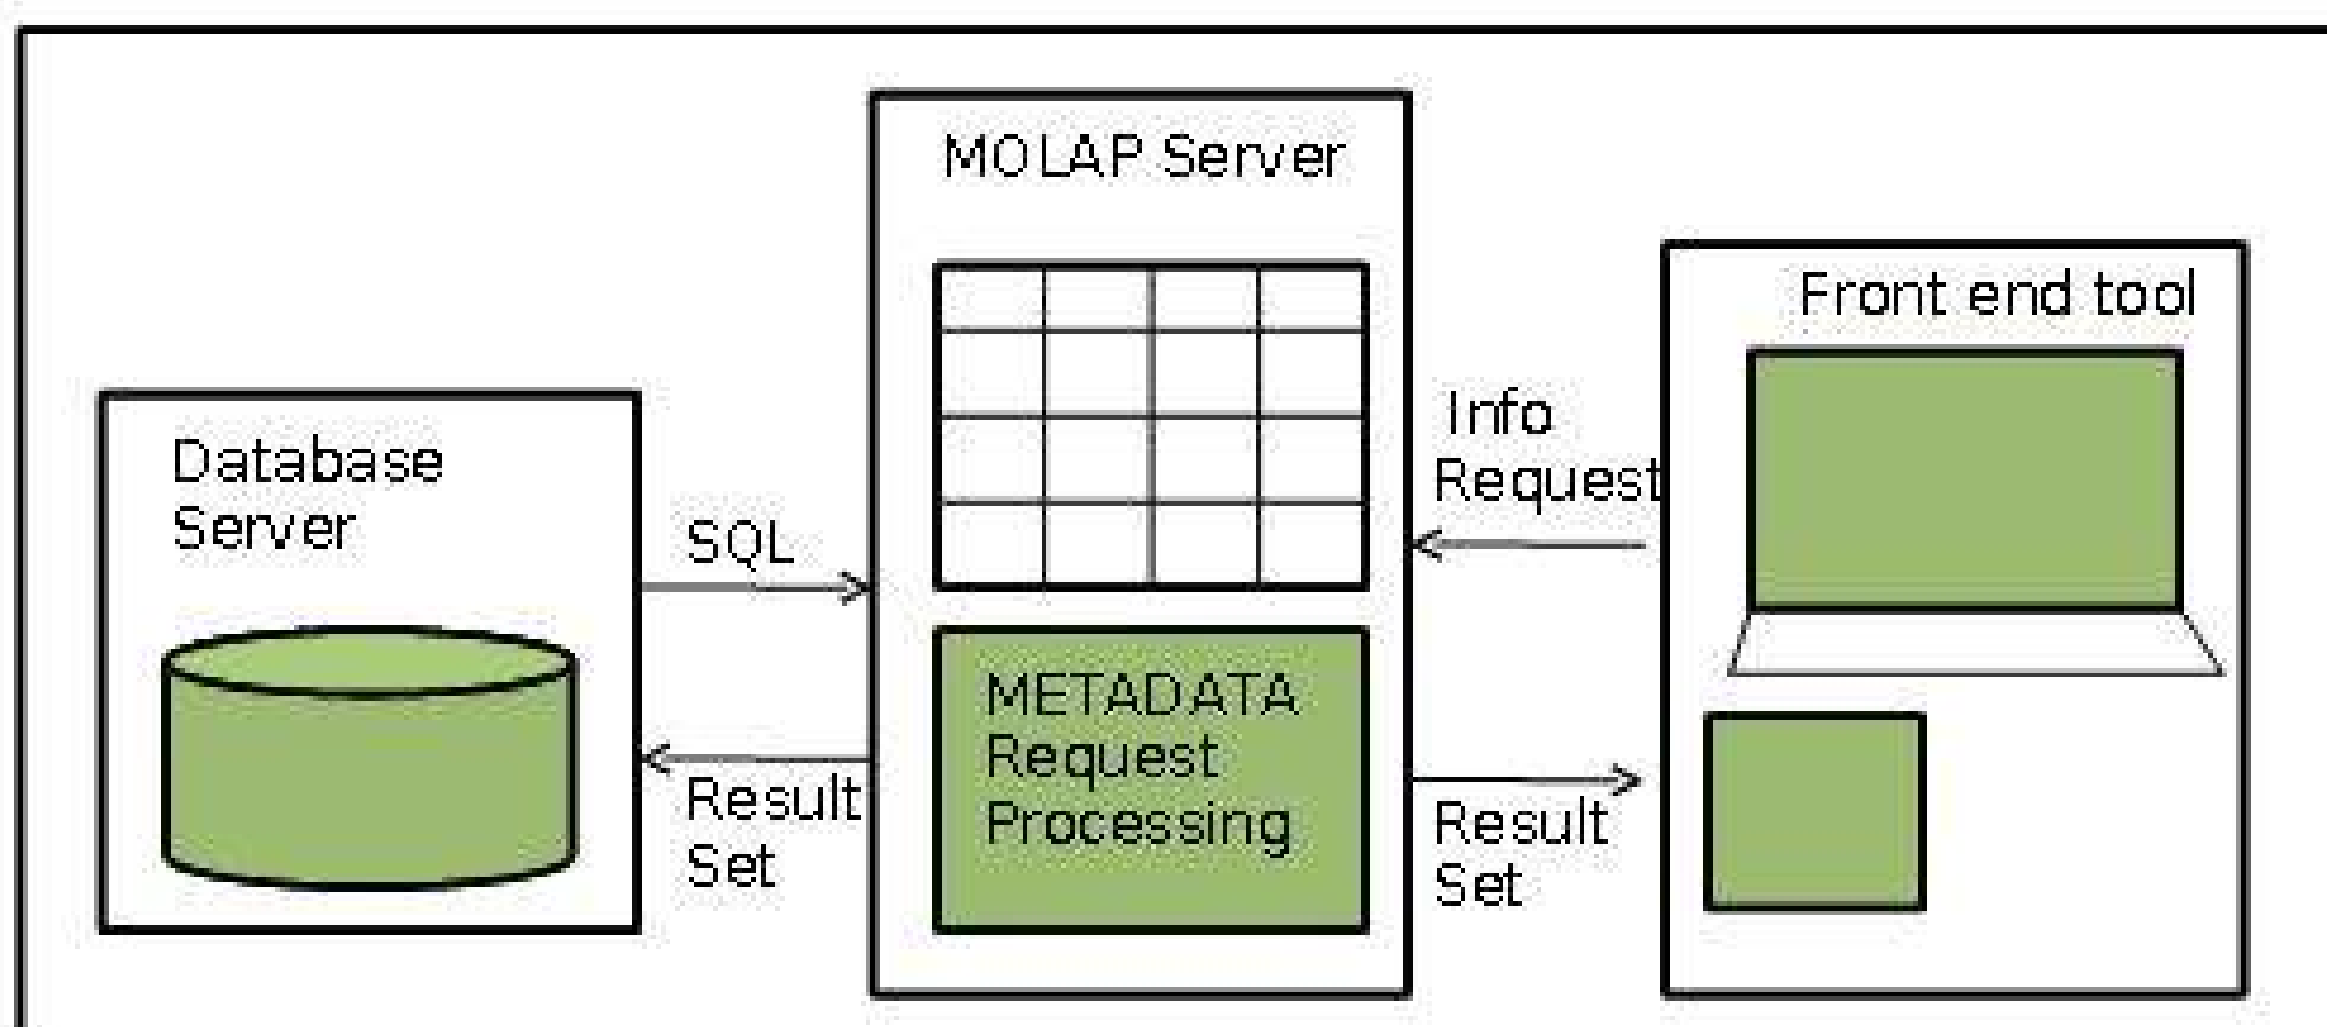 MOLAP Server
Front end tool
Info
Request
Database
Server
SQL
METADATA
Request
Processing
Result
Set
Result
Set